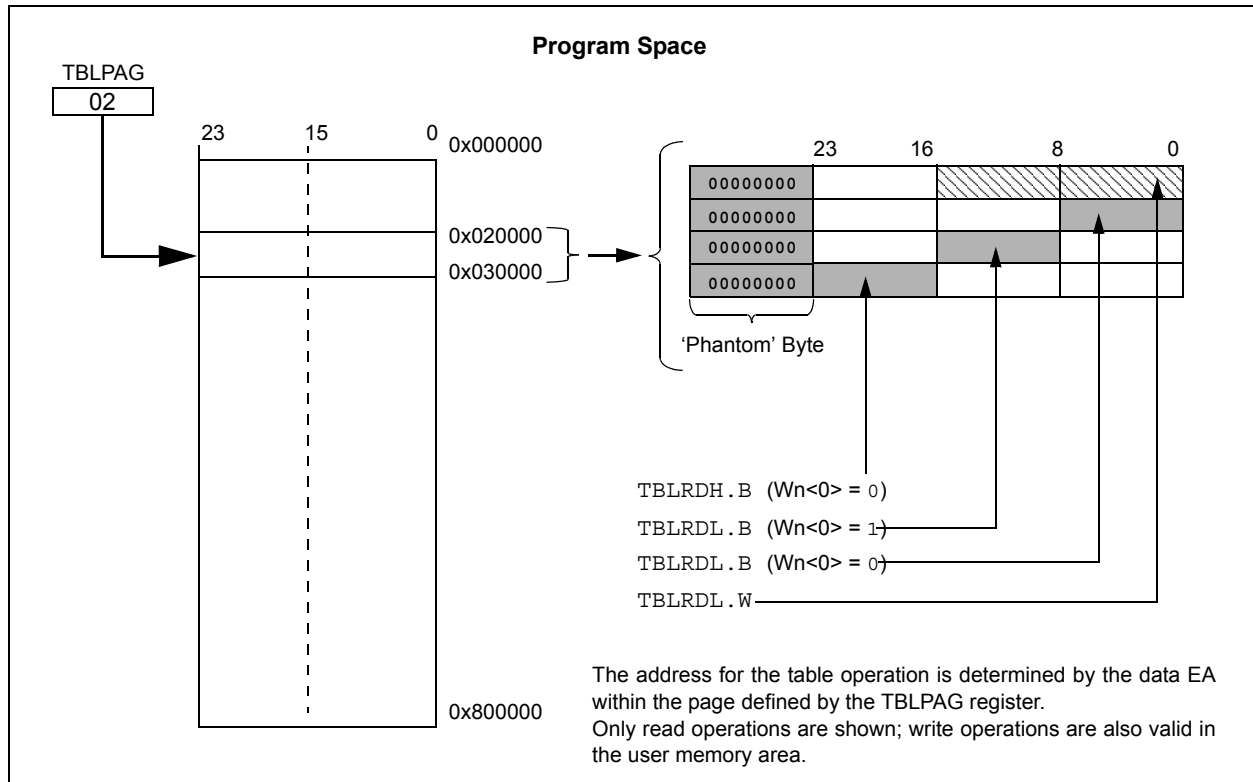 Program Space
TBLPAG
02
23 15 0
0x000000
0x020000
0x030000
0x800000
23 16 8 0
00000000
00000000
00000000
00000000
‘Phantom’ Byte
TBLRDH.B (Wn<0> = 0)
TBLRDL.B (Wn<0> = 1)
TBLRDL.B (Wn<0> = 0)
TBLRDL.W
The address for the table operation is determined by the data EA
within the page defined by the TBLPAG register.
Only read operations are shown; write operations are also valid in
the user memory area.